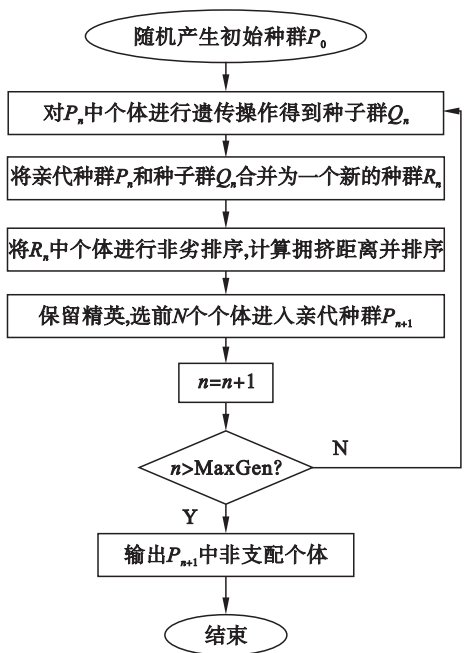 随机产生初始种群P₀
对Pₙ中个体进行遗传操作得到种子群Qₙ
将亲代种群Pₙ和种子群Qₙ合并为一个新的种群Rₙ
将Rₙ中个体进行非劣排序,计算拥挤距离并排序
保留精英,选前N个个体进入亲代种群Pₙ₊₁
n=n+1
n>MaxGen?
N
Y
输出Pₙ₊₁中非支配个体
结束